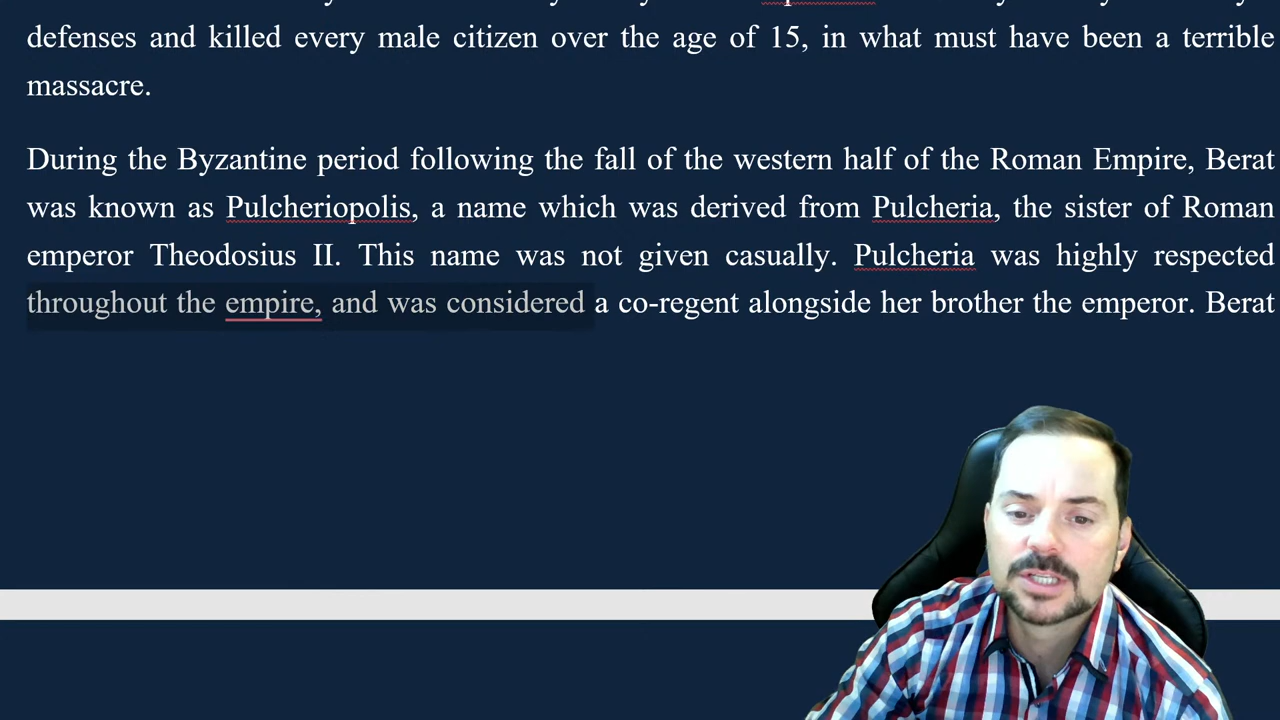 defenses and killed every male citizen over the age of 15, in what must have been a terrible
massacre.
During the Byzantine period following the fall of the western half of the Roman Empire, Berat
was known as Pulcheriopolis, a name which was derived from Pulcheria, the sister of Roman
emperor Theodosius II. This name was not given casually. Pulcheria was highly respected
throughout the empire, and was considered a co-regent alongside her brother the emperor. Berat